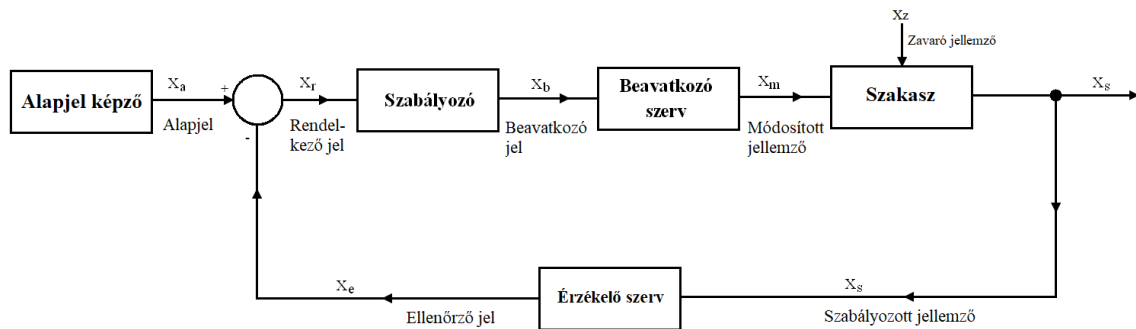 Xz
Zavaró jellemző
Alapjel képző
Xa
+
-
Alapjel
Xr
Rendel-
kező jel
Szabályozó
Xb
Beavatkozó
jel
Beavatkozó
szerv
Xm
Módosított
jellemző
Szakasz
Xs
Xe
Ellenőrző jel
Érzékelő szerv
Xs
Szabályozott jellemző